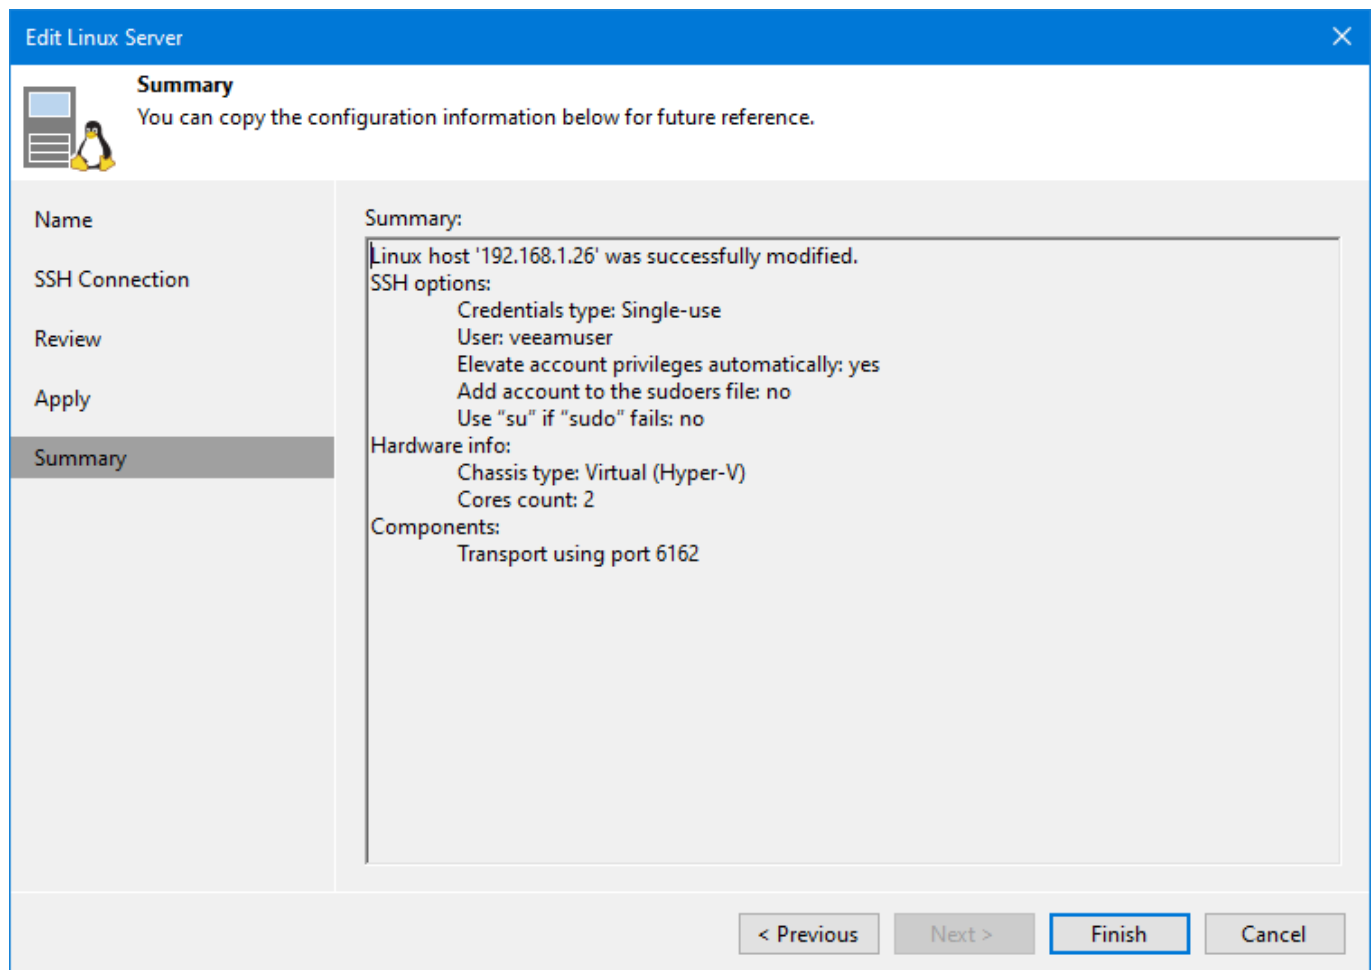 Edit Linux Server
Summary
You can copy the configuration information below for future reference.
Name
SSH Connection
Review
Apply
Summary
Summary:
Linux host '192.168.1.26' was successfully modified.
SSH options:
Credentials type: Single-use
User: veeamuser
Elevate account privileges automatically: yes
Add account to the sudoers file: no
Use “su” if “sudo” fails: no
Hardware info:
Chassis type: Virtual (Hyper-V)
Cores count: 2
Components:
Transport using port 6162
< Previous
Next >
Finish
Cancel